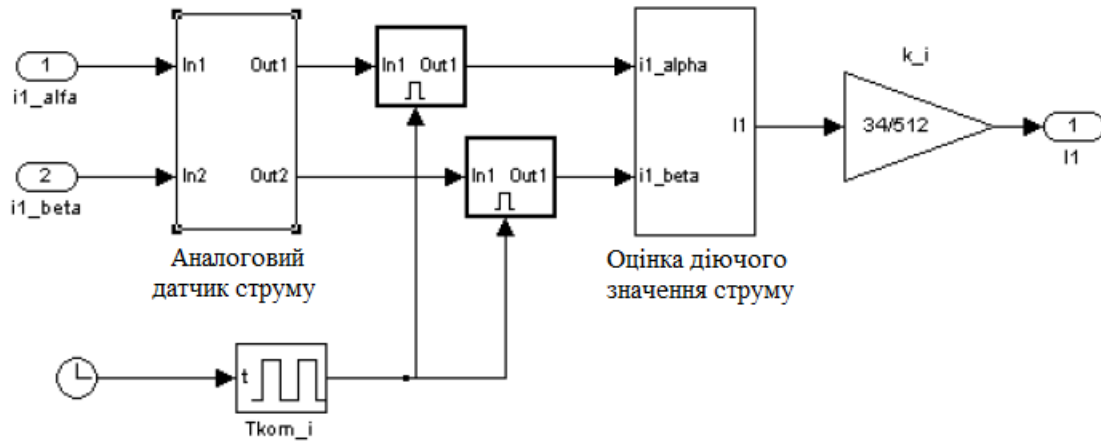 1
i1_alfa
2
i1_beta
In1
Out1
In2
Out2
Аналоговий
датчик струму
In1 Out1
In1 Out1
i1_alpha
i1_beta
I1
Оцінка діючого
значення струму
k_i
34/512
1
I1
t
Tkom_i